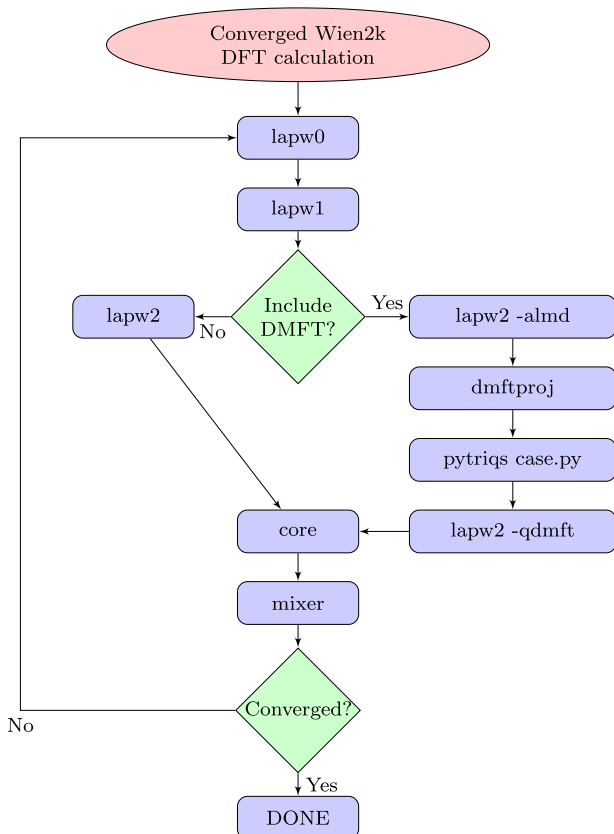 Converged Wien2k
DFT calculation
lapw0
lapw1
Include
DMFT?
No
Yes
lapw2
lapw2 -almd
dmftproj
pytriqs case.py
lapw2 -qdmft
core
mixer
Converged?
No
Yes
DONE